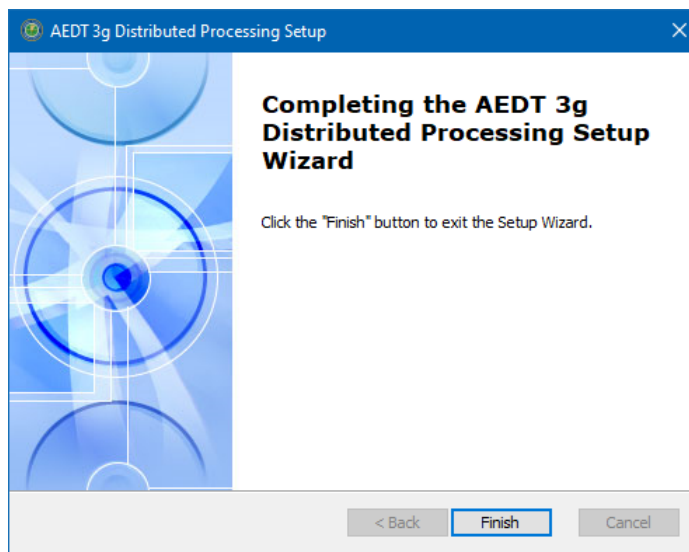 AEDT 3g Distributed Processing Setup
Completing the AEDT 3g
Distributed Processing Setup
Wizard
Click the "Finish" button to exit the Setup Wizard.
< Back
Finish
Cancel